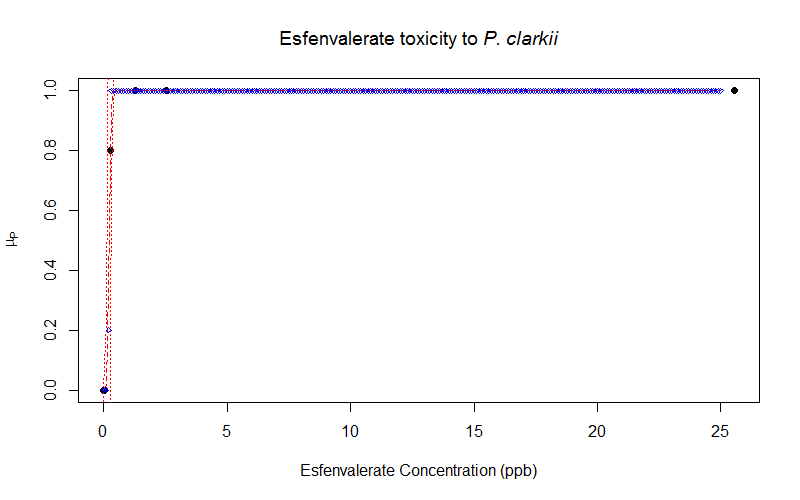 Esfenvalerate toxicity to P. clarkii
1.0
0.8
0.6
0.4
0.2
0.0
μP
0 5 10 15 20 25
Esfenvalerate Concentration (ppb)